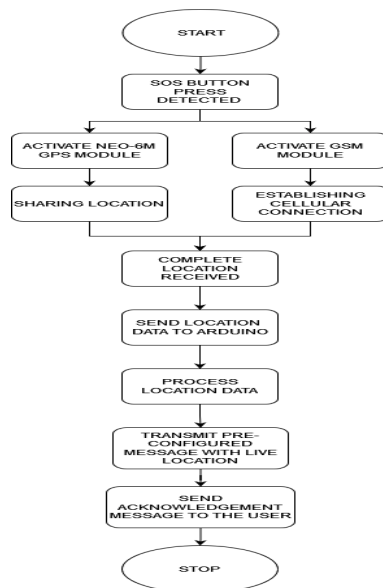 START
SOS BUTTON
PRESS
DETECTED
ACTIVATE NEO-6M
GPS MODULE
ACTIVATE GSM
MODULE
SHARING LOCATION
ESTABLISHING
CELLULAR
CONNECTION
COMPLETE
LOCATION
RECEIVED
SEND LOCATION
DATA TO ARDUINO
PROCESS
LOCATION DATA
TRANSMIT PRE-
CONFIGURED
MESSAGE WITH LIVE
LOCATION
SEND
ACKNOWLEDGEMENT
MESSAGE TO THE USER
STOP